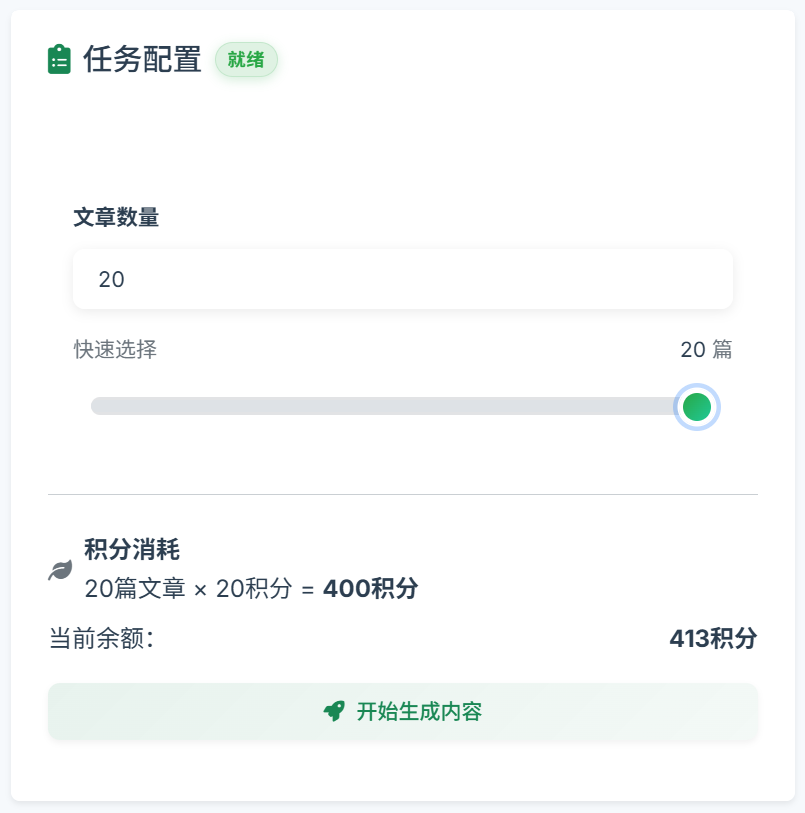 任务配置 就绪
文章数量
20
快速选择 20 篇
积分消耗
20篇文章 × 20积分 = 400积分
当前余额： 413积分
开始生成内容